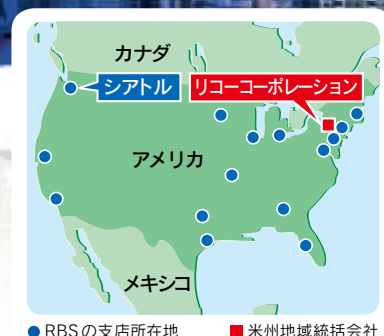 カナダ
シアトル
リコーコーポレーション
アメリカ
メキシコ
● RBSの支店所在地
■ 米州地域統括会社